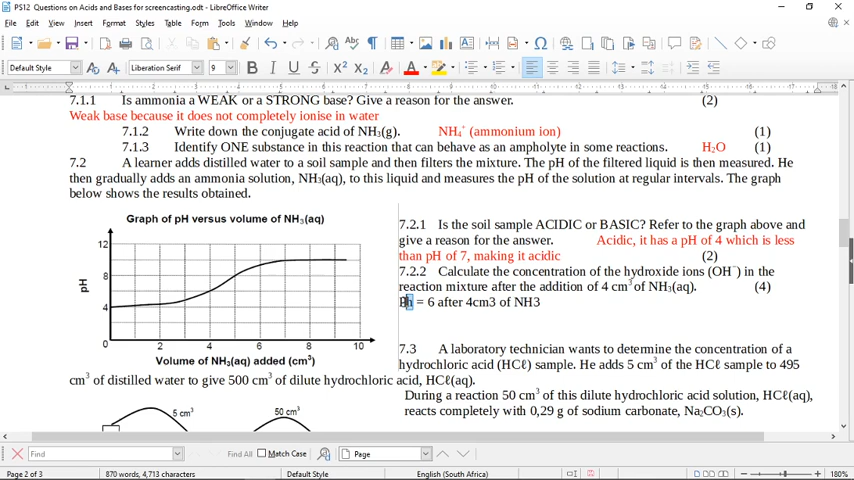 PS12 Questions on Acids and Bases for screencasting.odt - LibreOffice Writer
File Edit View Insert Format Styles Table Form Tools Window Help
Default Style Liberation Serif 9
7.1.1 Is ammonia a WEAK or a STRONG base? Give a reason for the answer. (2)
Weak base because it does not completely ionise in water
7.1.2 Write down the conjugate acid of NH₃(g). NH₄⁺ (ammonium ion) (1)
7.1.3 Identify ONE substance in this reaction that can behave as an ampholyte in some reactions. H₂O (1)
7.2 A learner adds distilled water to a soil sample and then filters the mixture. The pH of the filtered liquid is then measured. He
then gradually adds an ammonia solution, NH₃(aq), to this liquid and measures the pH of the solution at regular intervals. The graph
below shows the results obtained.
Graph of pH versus volume of NH₃(aq)
12
8
pH
4
0 2 4 6 8 10
Volume of NH₃(aq) added (cm³)
7.2.1 Is the soil sample ACIDIC or BASIC? Refer to the graph above and
give a reason for the answer. Acidic, it has a pH of 4 which is less
than pH of 7, making it acidic (2)
7.2.2 Calculate the concentration of the hydroxide ions (OH⁻) in the
reaction mixture after the addition of 4 cm³ of NH₃(aq). (4)
Ph = 6 after 4cm3 of NH3
7.3 A laboratory technician wants to determine the concentration of a
hydrochloric acid (HCℓ) sample. He adds 5 cm³ of the HCℓ sample to 495
cm³ of distilled water to give 500 cm³ of dilute hydrochloric acid, HCℓ(aq).
During a reaction 50 cm³ of this dilute hydrochloric acid solution, HCℓ(aq),
reacts completely with 0,29 g of sodium carbonate, Na₂CO₃(s).
5 cm³ 50 cm³
Find Find All Match Case Page
Page 2 of 3 870 words, 4,713 characters Default Style English (South Africa) 180%